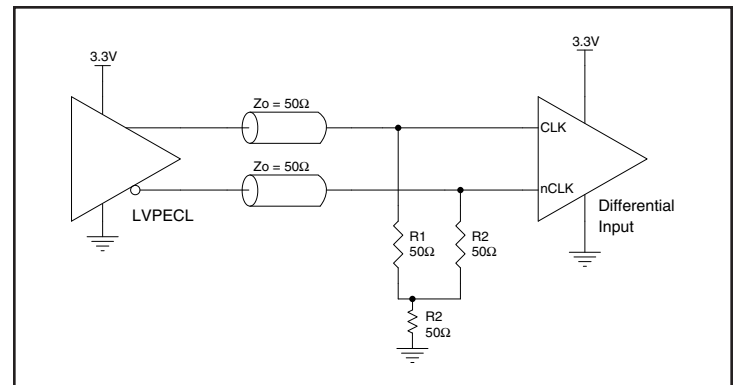 3.3V
3.3V
Zo = 50Ω
CLK
Zo = 50Ω
nCLK
LVPECL
Differential
Input
R1
50Ω
R2
50Ω
R2
50Ω